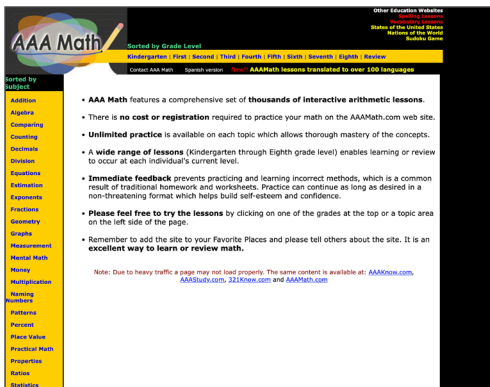 Other Education Websites
Spelling Lessons
Vocabulary Lessons
States of the United States
Nations of the World
Sudoku Game
AAA Math
Sorted by Grade Level
Kindergarten | First | Second | Third | Fourth | Fifth | Sixth | Seventh | Eighth | Review
Contact AAA Math Spanish version New!! AAAMath lessons translated to over 100 languages
Sorted by
Subject
Addition
Algebra
Comparing
Counting
Decimals
Division
Equations
Estimation
Exponents
Fractions
Geometry
Graphs
Measurement
Mental Math
Money
Multiplication
Naming
Numbers
Patterns
Percent
Place Value
Practical Math
Properties
Ratios
Statistics
• AAA Math features a comprehensive set of thousands of interactive arithmetic lessons.
• There is no cost or registration required to practice your math on the AAAMath.com web site.
• Unlimited practice is available on each topic which allows thorough mastery of the concepts.
• A wide range of lessons (Kindergarten through Eighth grade level) enables learning or review
to occur at each individual's current level.
• Immediate feedback prevents practicing and learning incorrect methods, which is a common
result of traditional homework and worksheets. Practice can continue as long as desired in a
non-threatening format which helps build self-esteem and confidence.
• Please feel free to try the lessons by clicking on one of the grades at the top or a topic area
on the left side of the page.
• Remember to add the site to your Favorite Places and please tell others about the site. It is an
excellent way to learn or review math.
Note: Due to heavy traffic a page may not load properly. The same content is available at: AAAKnow.com,
AAAStudy.com, 321Know.com and AAAMath.com